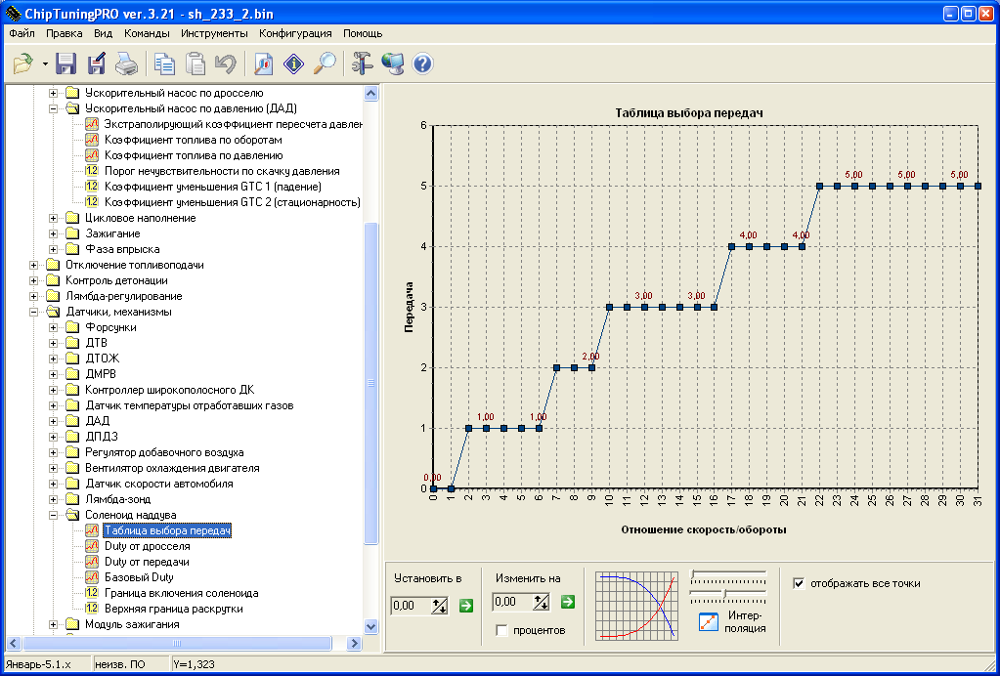 ChipTuningPRO ver.3.21 - sh_233_2.bin
Файл Правка Вид Команды Инструменты Конфигурация Помощь
Ускорительный насос по дросселю
Ускорительный насос по давлению (ДАД)
Экстраполирующий коэффициент пересчета давлен
Коэффициент топлива по оборотам
Коэффициент топлива по давлению
1.2 Порог нечувствительности по скачку давления
1.2 Коэффициент уменьшения GTC 1 (падение)
1.2 Коэффициент уменьшения GTC 2 (стационарность)
Цикловое наполнение
Зажигание
Фаза впрыска
Отключение топливоподачи
Контроль детонации
Лямбда-регулирование
Датчики, механизмы
Форсунки
ДТВ
ДТОЖ
ДМРВ
Контроллер широкополосного ДК
Датчик температуры отработавших газов
ДАД
ДПДЗ
Регулятор добавочного воздуха
Вентилятор охлаждения двигателя
Датчик скорости автомобиля
Лямбда-зонд
Соленоид наддува
Таблица выбора передач
Duty от дросселя
Duty от передачи
Базовый Duty
1.2 Граница включения соленоида
1.2 Верхняя граница раскрутки
Модуль зажигания
Таблица выбора передач
6
5
4
3
2
1
0
Передача
0,00
1,00 1,00
2,00
3,00 3,00
4,00 4,00
5,00 5,00 5,00
0 1 2 3 4 5 6 7 8 9 10 11 12 13 14 15 16 17 18 19 20 21 22 23 24 25 26 27 28 29 30 31
Отношение скорость/обороты
Установить в
0,00
Изменить на
0,00
процентов
Интер-
поляция
отображать все точки
Январь-5.1.x неизв. ПО Y=1,323